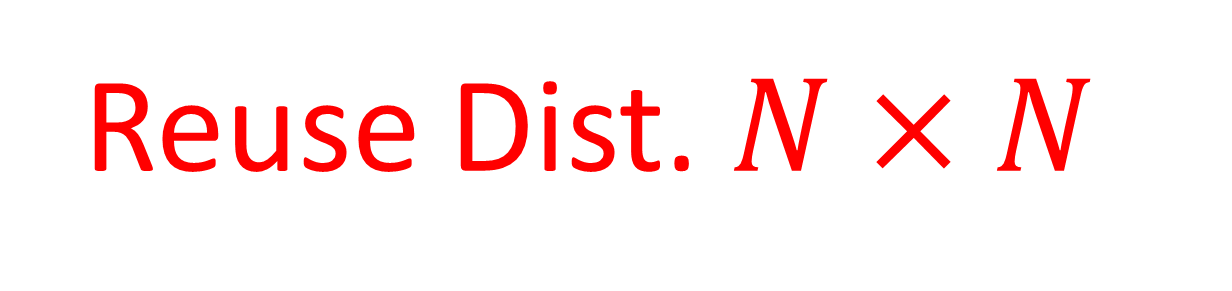 Reuse Dist. N × N